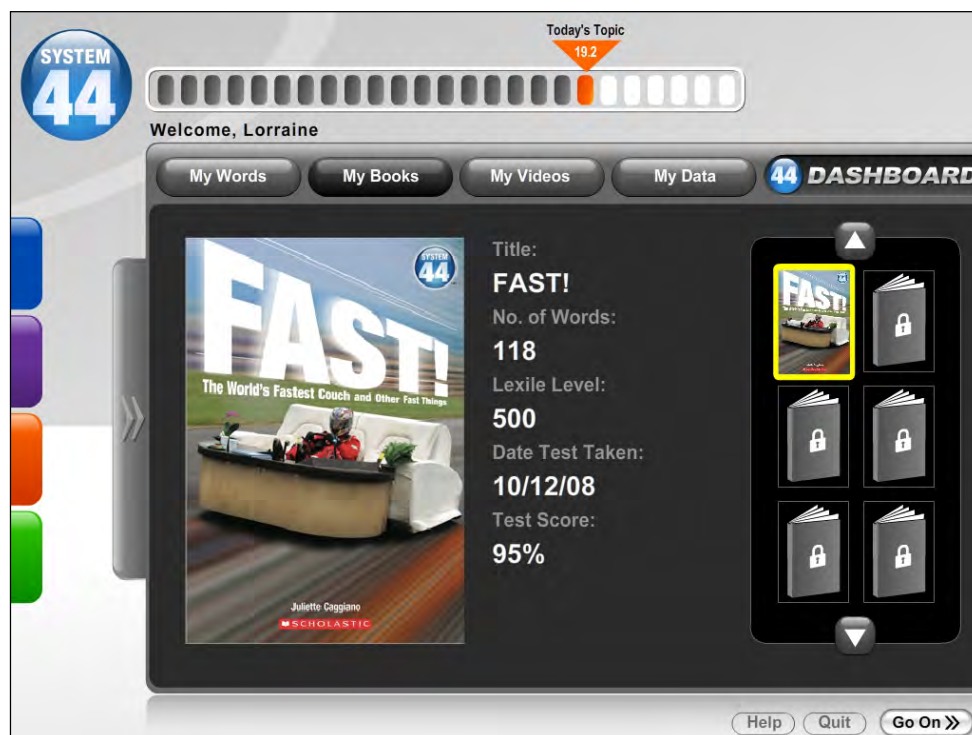 Today's Topic
19.2
SYSTEM
44
Welcome, Lorraine
My Words
My Books
My Videos
My Data
44 DASHBOARD
SYSTEM
44
FAST!
The World's Fastest Couch and Other Fast Things
Juliette Caggiano
SCHOLASTIC
Title:
FAST!
No. of Words:
118
Lexile Level:
500
Date Test Taken:
10/12/08
Test Score:
95%
FAST!
Help
Quit
Go On